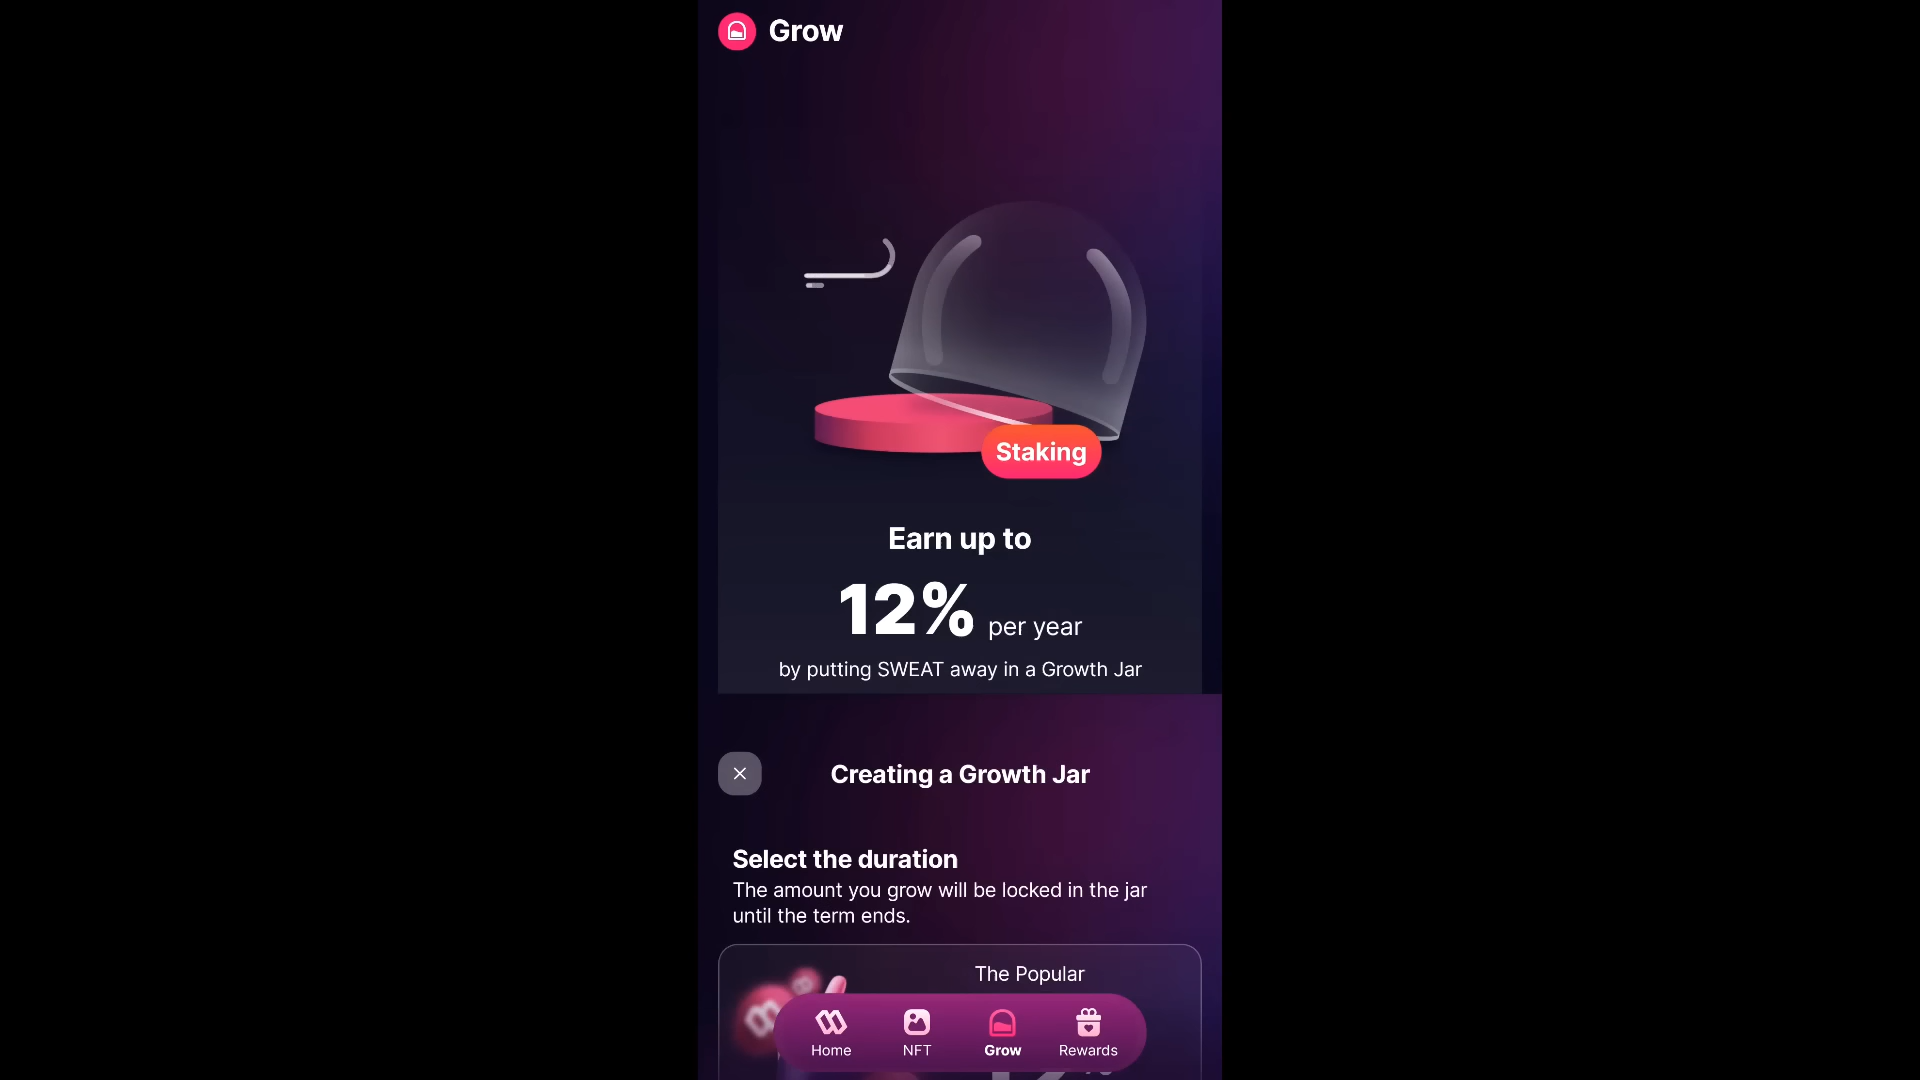 Grow
Staking
Earn up to
12% per year
by putting SWEAT away in a Growth Jar
Creating a Growth Jar
Select the duration
The amount you grow will be locked in the jar
until the term ends.
The Popular
Home
NFT
Grow
Rewards